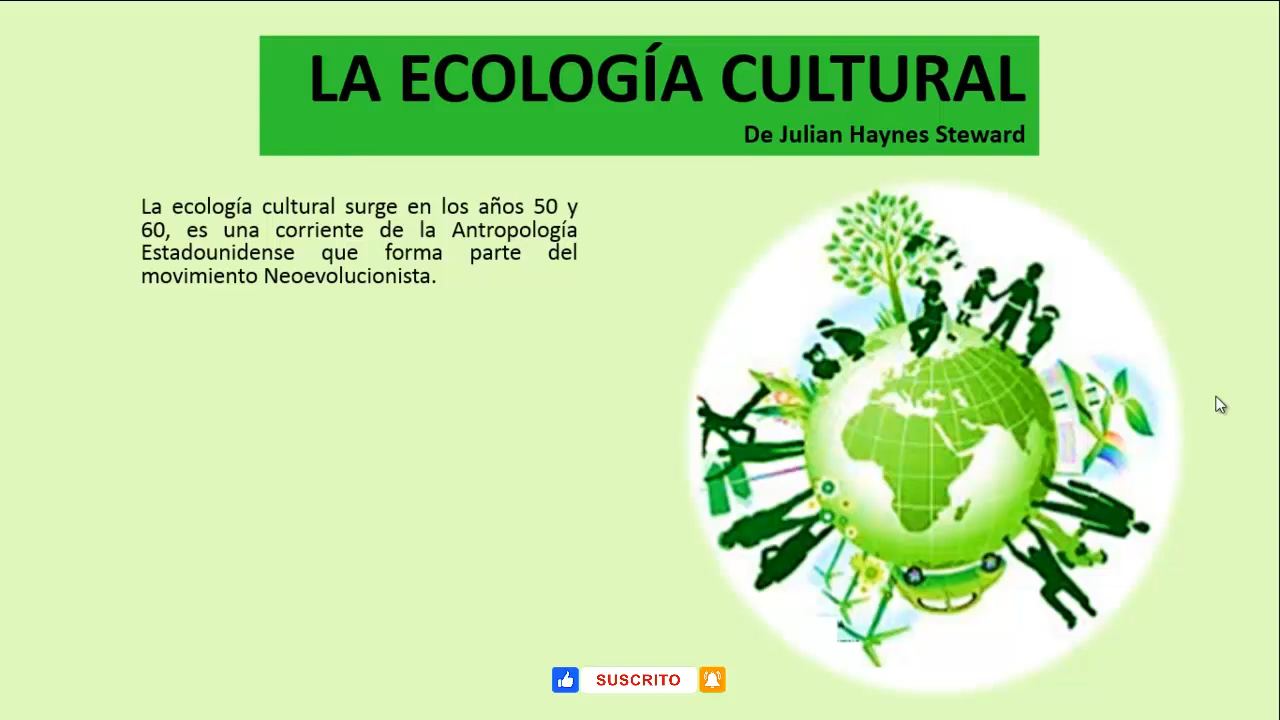 LA ECOLOGÍA CULTURAL
De Julian Haynes Steward
La ecología cultural surge en los años 50 y
60, es una corriente de la Antropología
Estadounidense que forma parte del
movimiento Neoevolucionista.
SUSCRITO